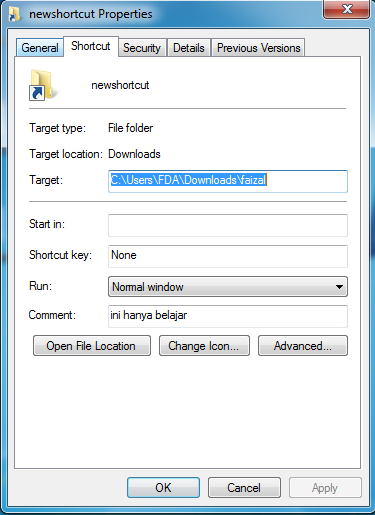 newshortcut Properties
General Shortcut Security Details Previous Versions
newshortcut
Target type: File folder
Target location: Downloads
Target: C:\Users\FDA\Downloads\faizal
Start in:
Shortcut key: None
Run: Normal window
Comment: ini hanya belajar
Open File Location Change Icon... Advanced...
OK Cancel Apply